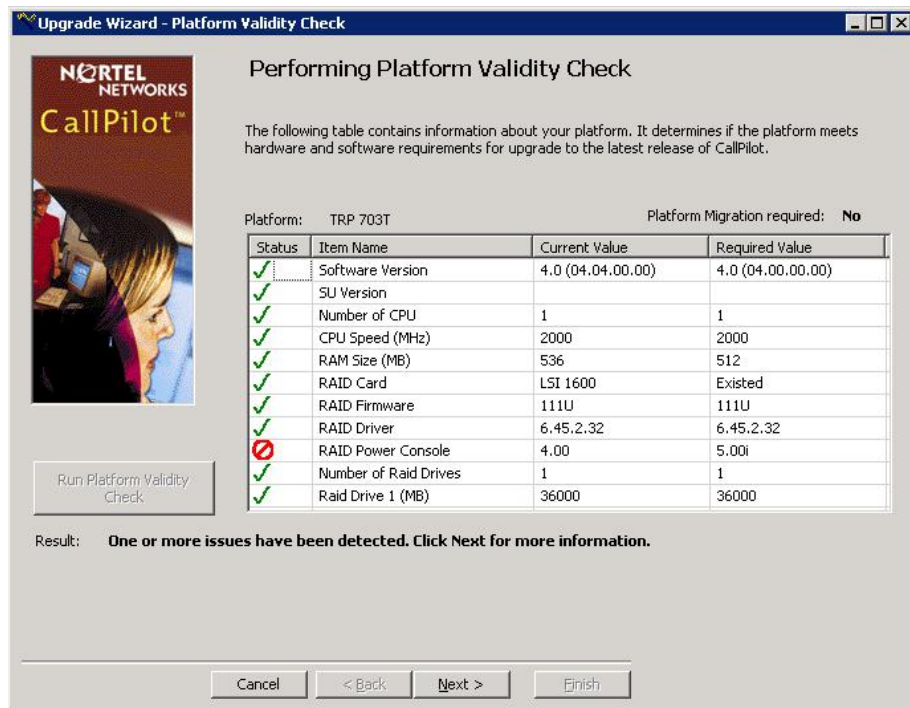 Upgrade Wizard - Platform Validity Check
NORTEL
NETWORKS
CallPilot™
Performing Platform Validity Check
The following table contains information about your platform. It determines if the platform meets
hardware and software requirements for upgrade to the latest release of CallPilot.
Platform: TRP 703T Platform Migration required: No
Status Item Name Current Value Required Value
Software Version 4.0 (04.04.00.00) 4.0 (04.00.00.00)
SU Version
Number of CPU 1 1
CPU Speed (MHz) 2000 2000
RAM Size (MB) 536 512
RAID Card LSI 1600 Existed
RAID Firmware 111U 111U
RAID Driver 6.45.2.32 6.45.2.32
RAID Power Console 4.00 5.00i
Number of Raid Drives 1 1
Raid Drive 1 (MB) 36000 36000
Run Platform Validity
Check
Result: One or more issues have been detected. Click Next for more information.
Cancel < Back Next > Finish